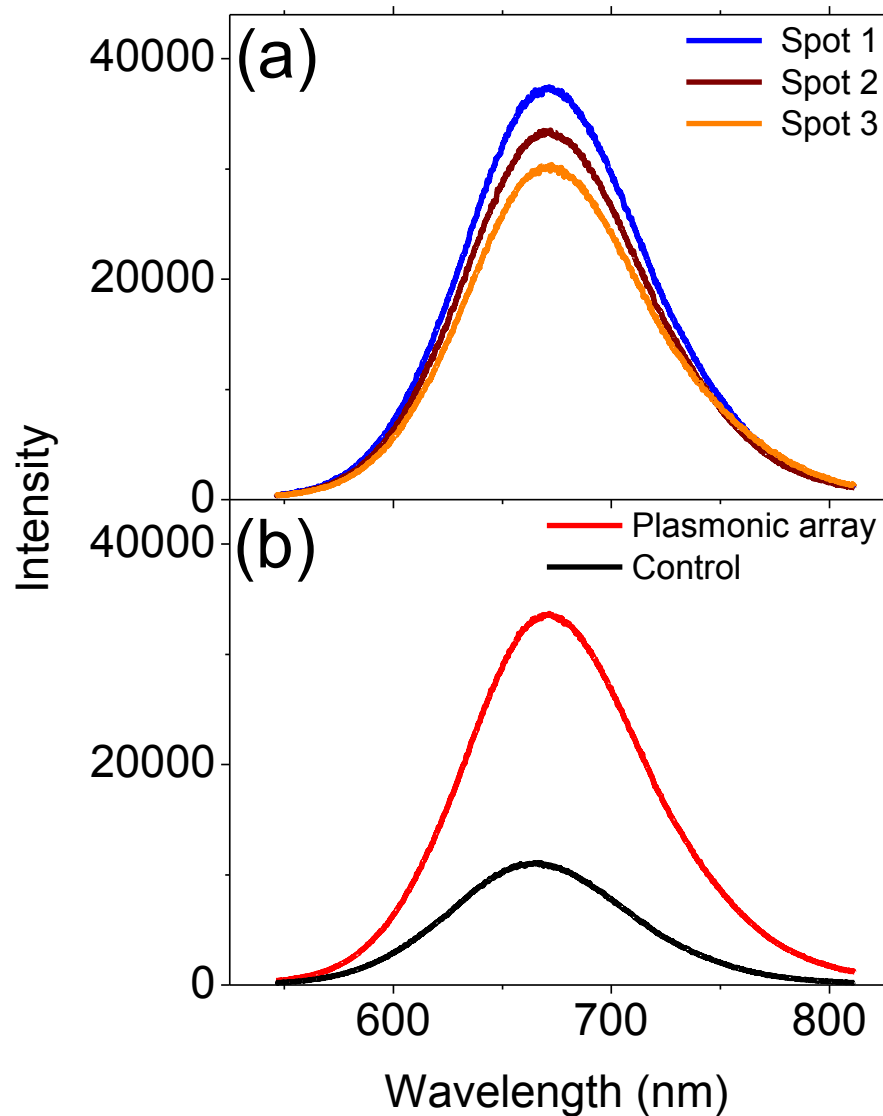 (a)
Spot 1
Spot 2
Spot 3
40000
20000
0
(b)
Plasmonic array
Control
40000
20000
0
600 700 800
Intensity
Wavelength (nm)